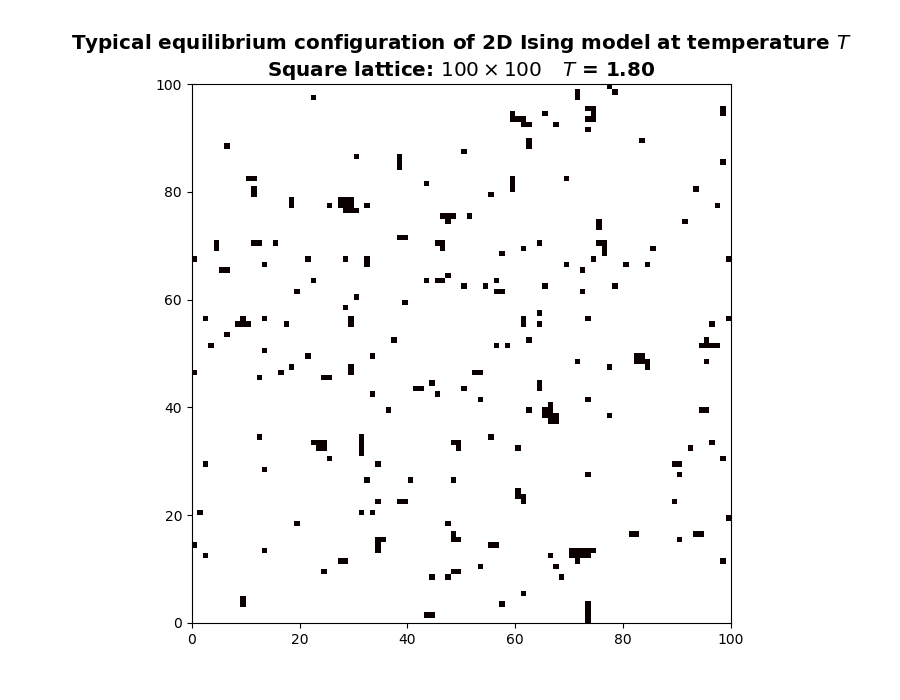 Typical equilibrium configuration of 2D Ising model at temperature T
Square lattice: 100 × 100 T = 1.80
100
80
60
40
20
0
0 20 40 60 80 100